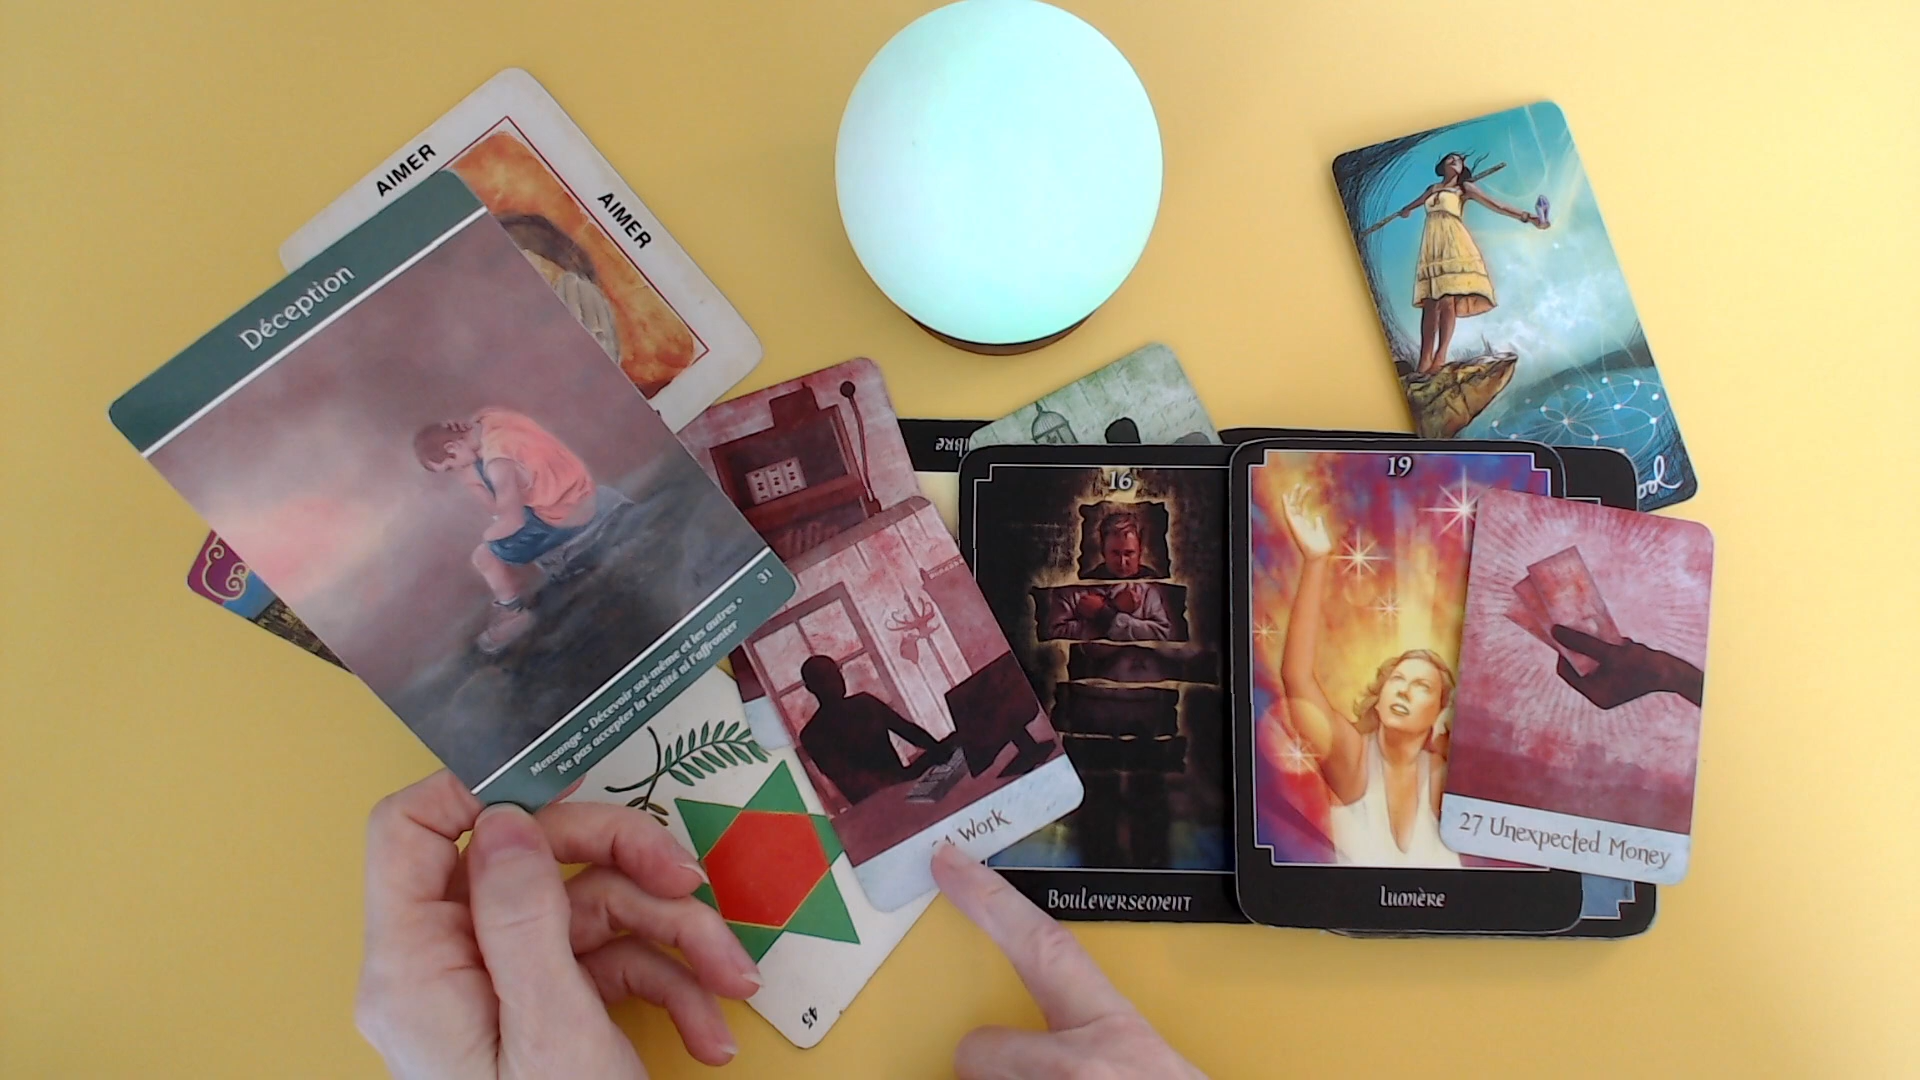 AIMER
AIMER
Déception
31
Mensonge • Décevoir soi-même et les autres •
Ne pas accepter la réalité ni l'affronter
16
19
Work
Bouleversement
Lumière
27 Unexpected Money
45